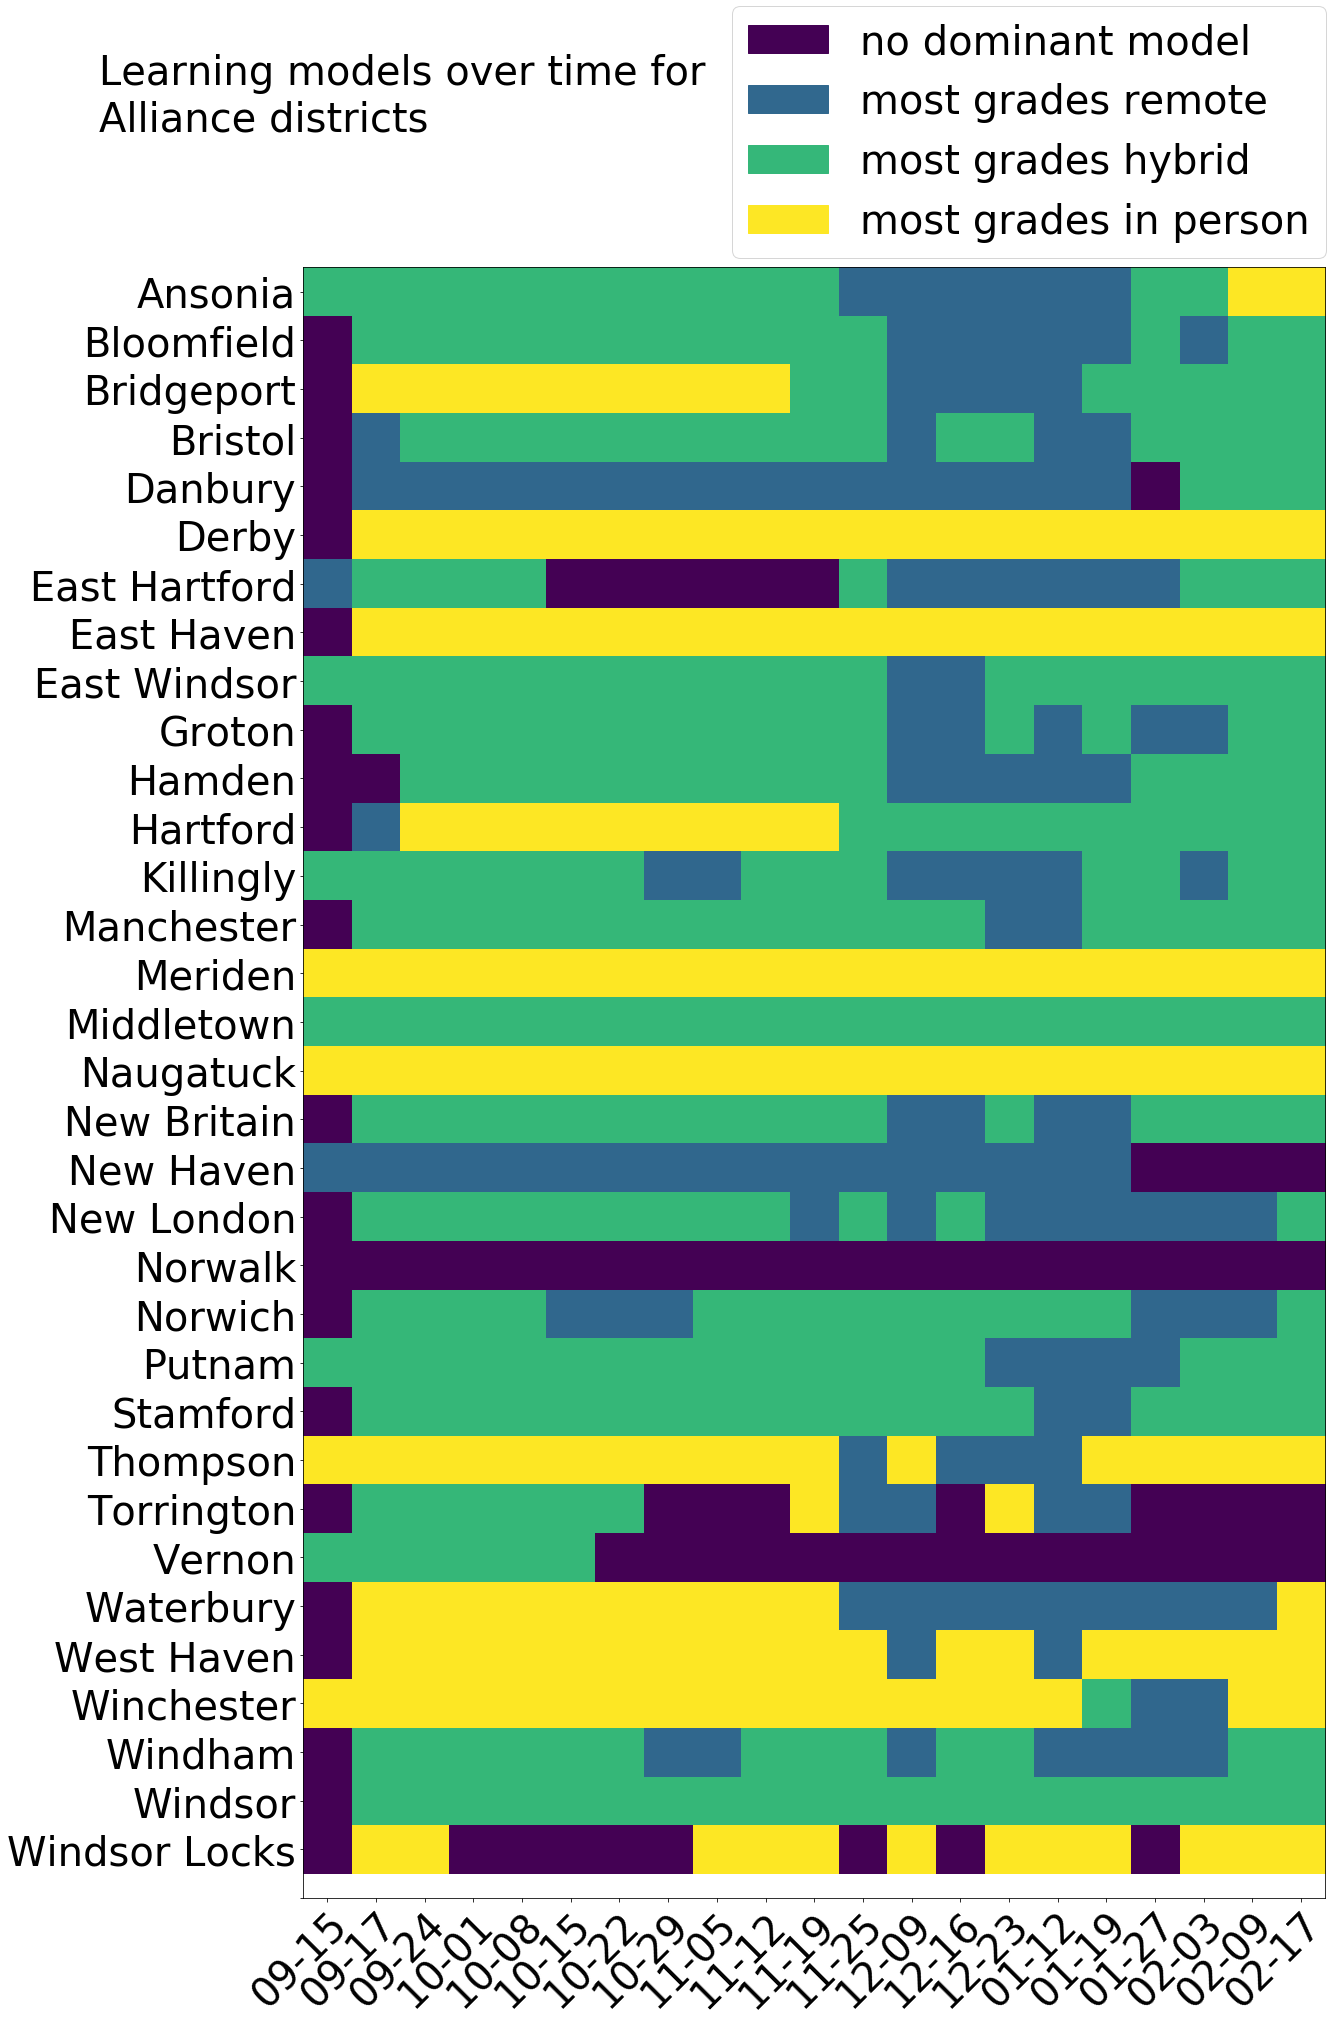 Learning models over time for
Alliance districts
no dominant model
most grades remote
most grades hybrid
most grades in person
Ansonia
Bloomfield
Bridgeport
Bristol
Danbury
Derby
East Hartford
East Haven
East Windsor
Groton
Hamden
Hartford
Killingly
Manchester
Meriden
Middletown
Naugatuck
New Britain
New Haven
New London
Norwalk
Norwich
Putnam
Stamford
Thompson
Torrington
Vernon
Waterbury
West Haven
Winchester
Windham
Windsor
Windsor Locks
09-15
09-17
09-24
10-01
10-08
10-15
10-22
10-29
11-05
11-12
11-19
11-25
12-09
12-16
12-23
01-12
01-19
01-27
02-03
02-09
02-17